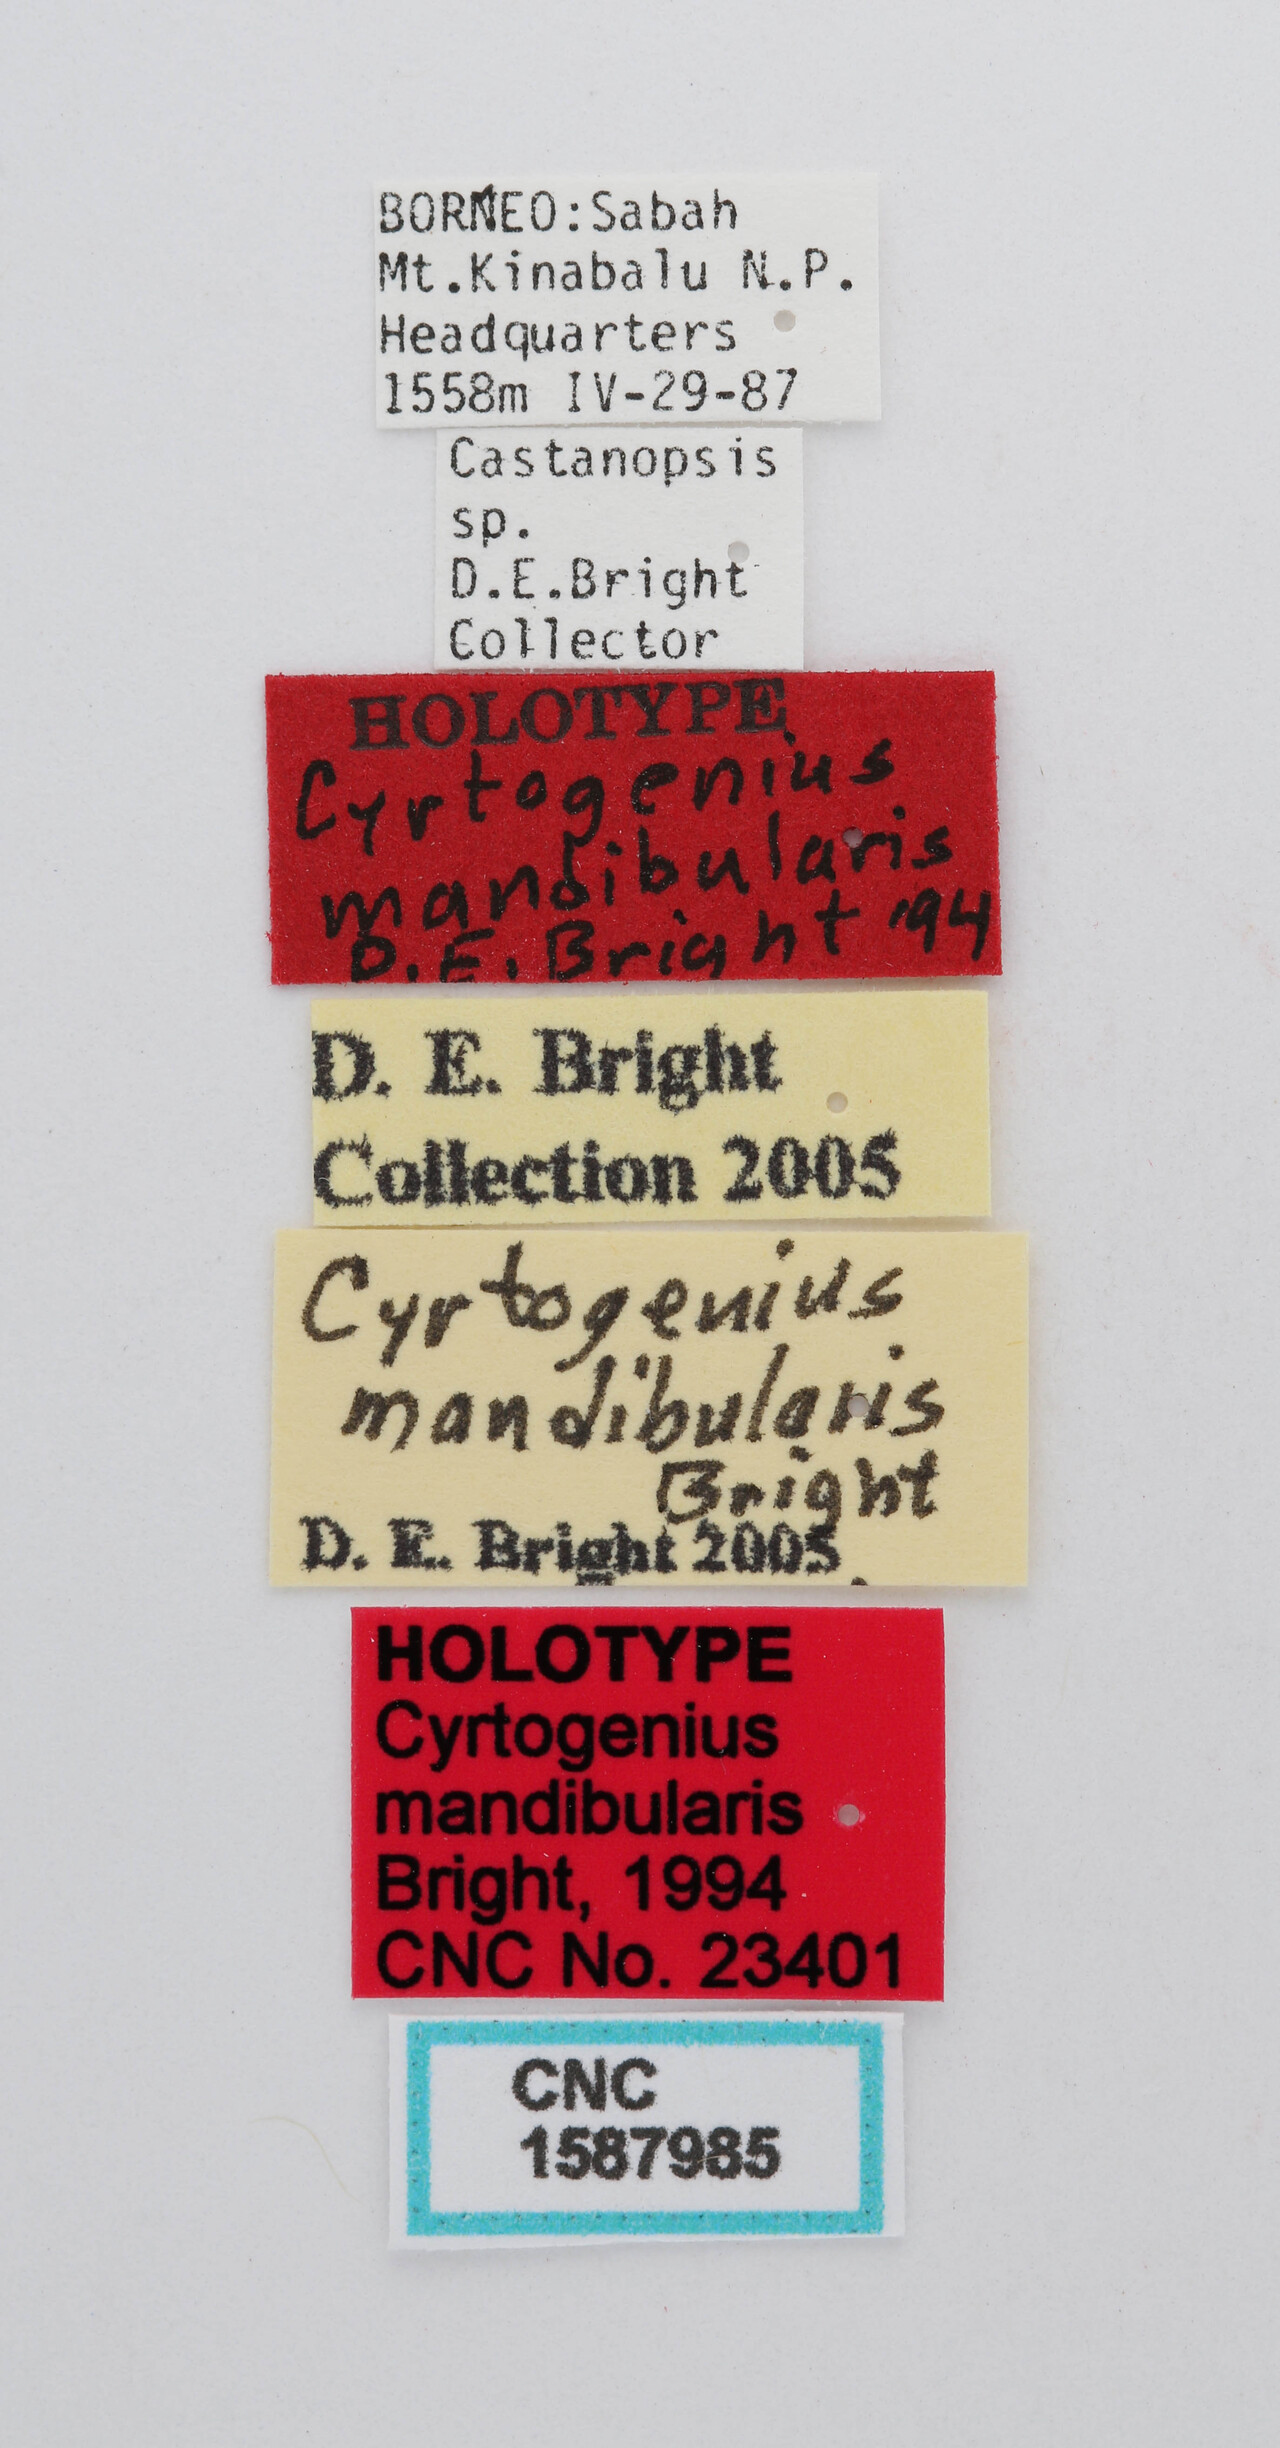 BORNEO:Sabah
Mt.Kinabalu N.P.
Headquarters
1558m IV-29-87
Castanopsis
sp.
D.E.Bright
Collector
HOLOTYPE
Cyrtogenius
mandibularis
D.E. Bright '94
D. E. Bright
Collection 2005
Cyrtogenius
mandibularis
Bright
D. E. Bright 2005
HOLOTYPE
Cyrtogenius
mandibularis
Bright, 1994
CNC No. 23401
CNC
1587985